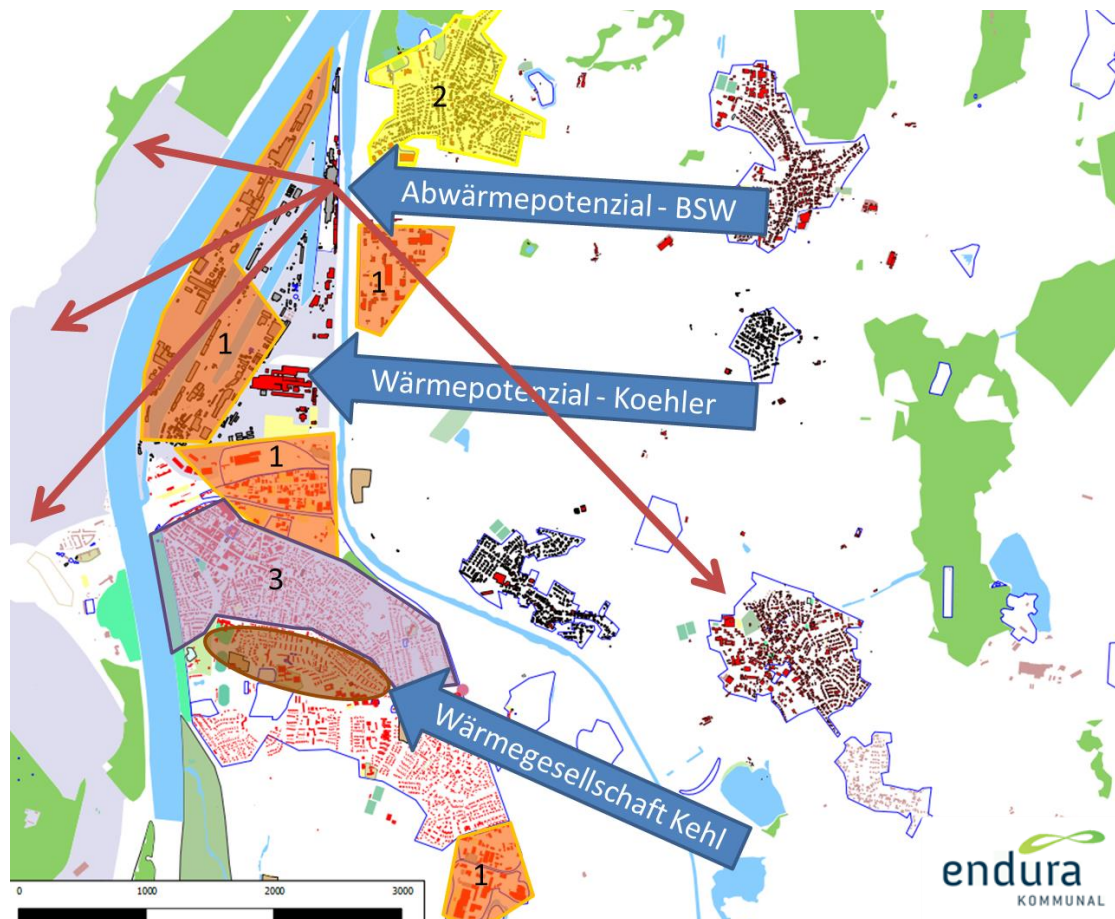 2
Abwärmepotenzial - BSW
1
1
Wärmepotenzial - Koehler
1
3
Wärmegesellschaft Kehl
1
endura
KOMMUNAL
0 1000 2000 3000